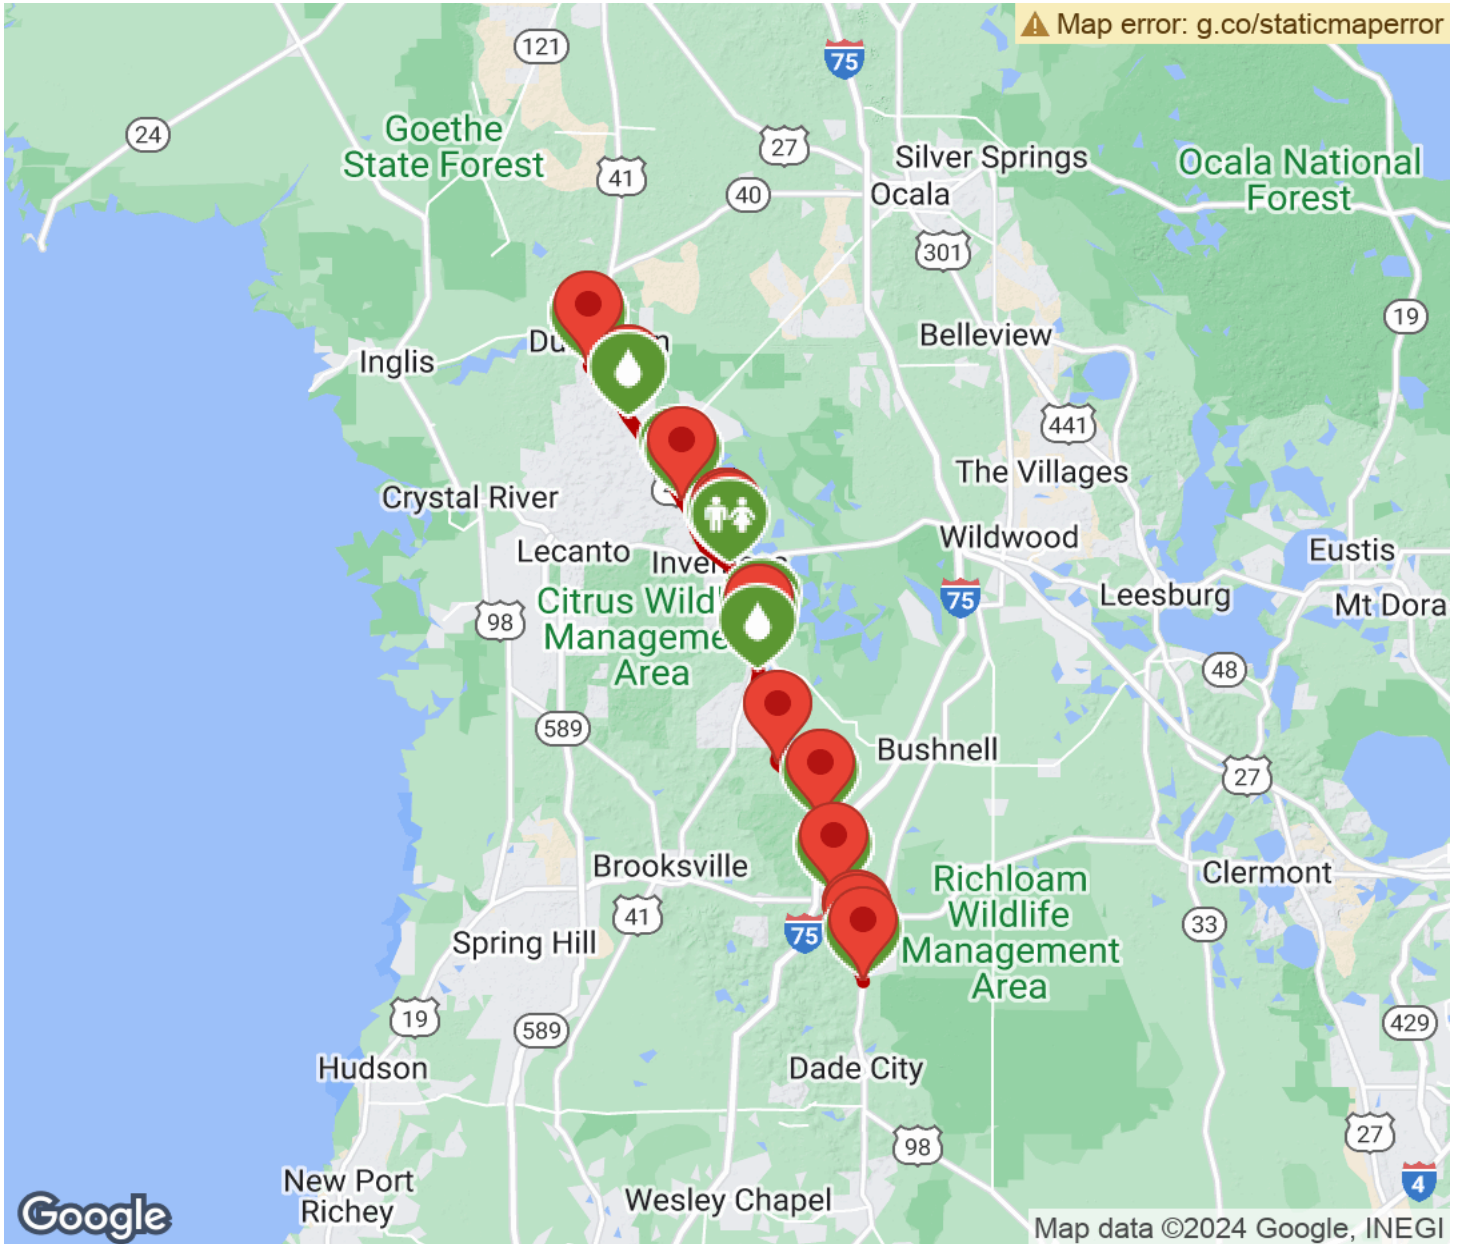 Map error: g.co/staticmaperror
121
75
24
Goethe
State Forest
27
41
40
Silver Springs
Ocala
Ocala National
Forest
301
19
Belleview
Inglis
441
The Villages
Crystal River
Wildwood
Lecanto
Eustis
75
Leesburg
Mt Dora
98
Area
48
589
Bushnell
27
Brooksville
Clermont
41
Richloam
Wildlife
Management
Area
33
75
Spring Hill
19
589
429
Hudson
Dade City
98
27
New Port
Richey
Wesley Chapel
4
Google
Map data ©2024 Google, INEGI